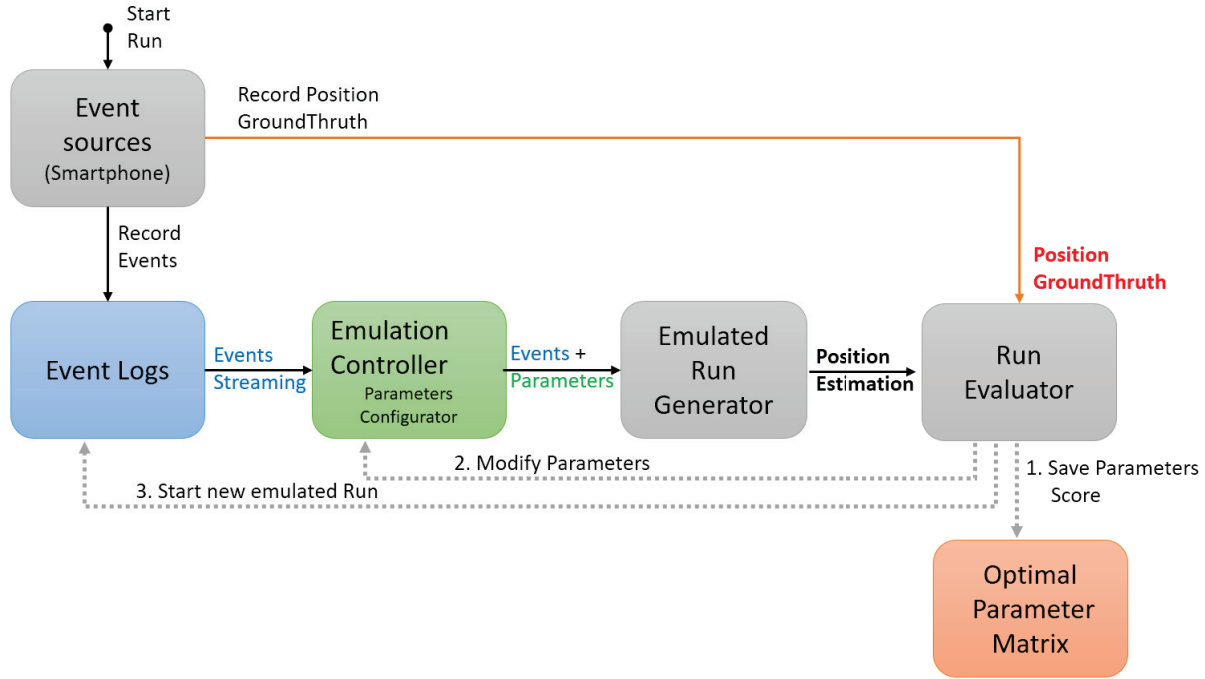 Start
Run
Event
sources
(Smartphone)
Record Position
GroundThruth
Record
Events
Position
GroundThruth
Event Logs
Events
Streaming
Emulation
Controller
Parameters
Configurator
Events +
Parameters
Emulated
Run
Generator
Position
Estimation
Run
Evaluator
2. Modify Parameters
3. Start new emulated Run
1. Save Parameters
Score
Optimal
Parameter
Matrix